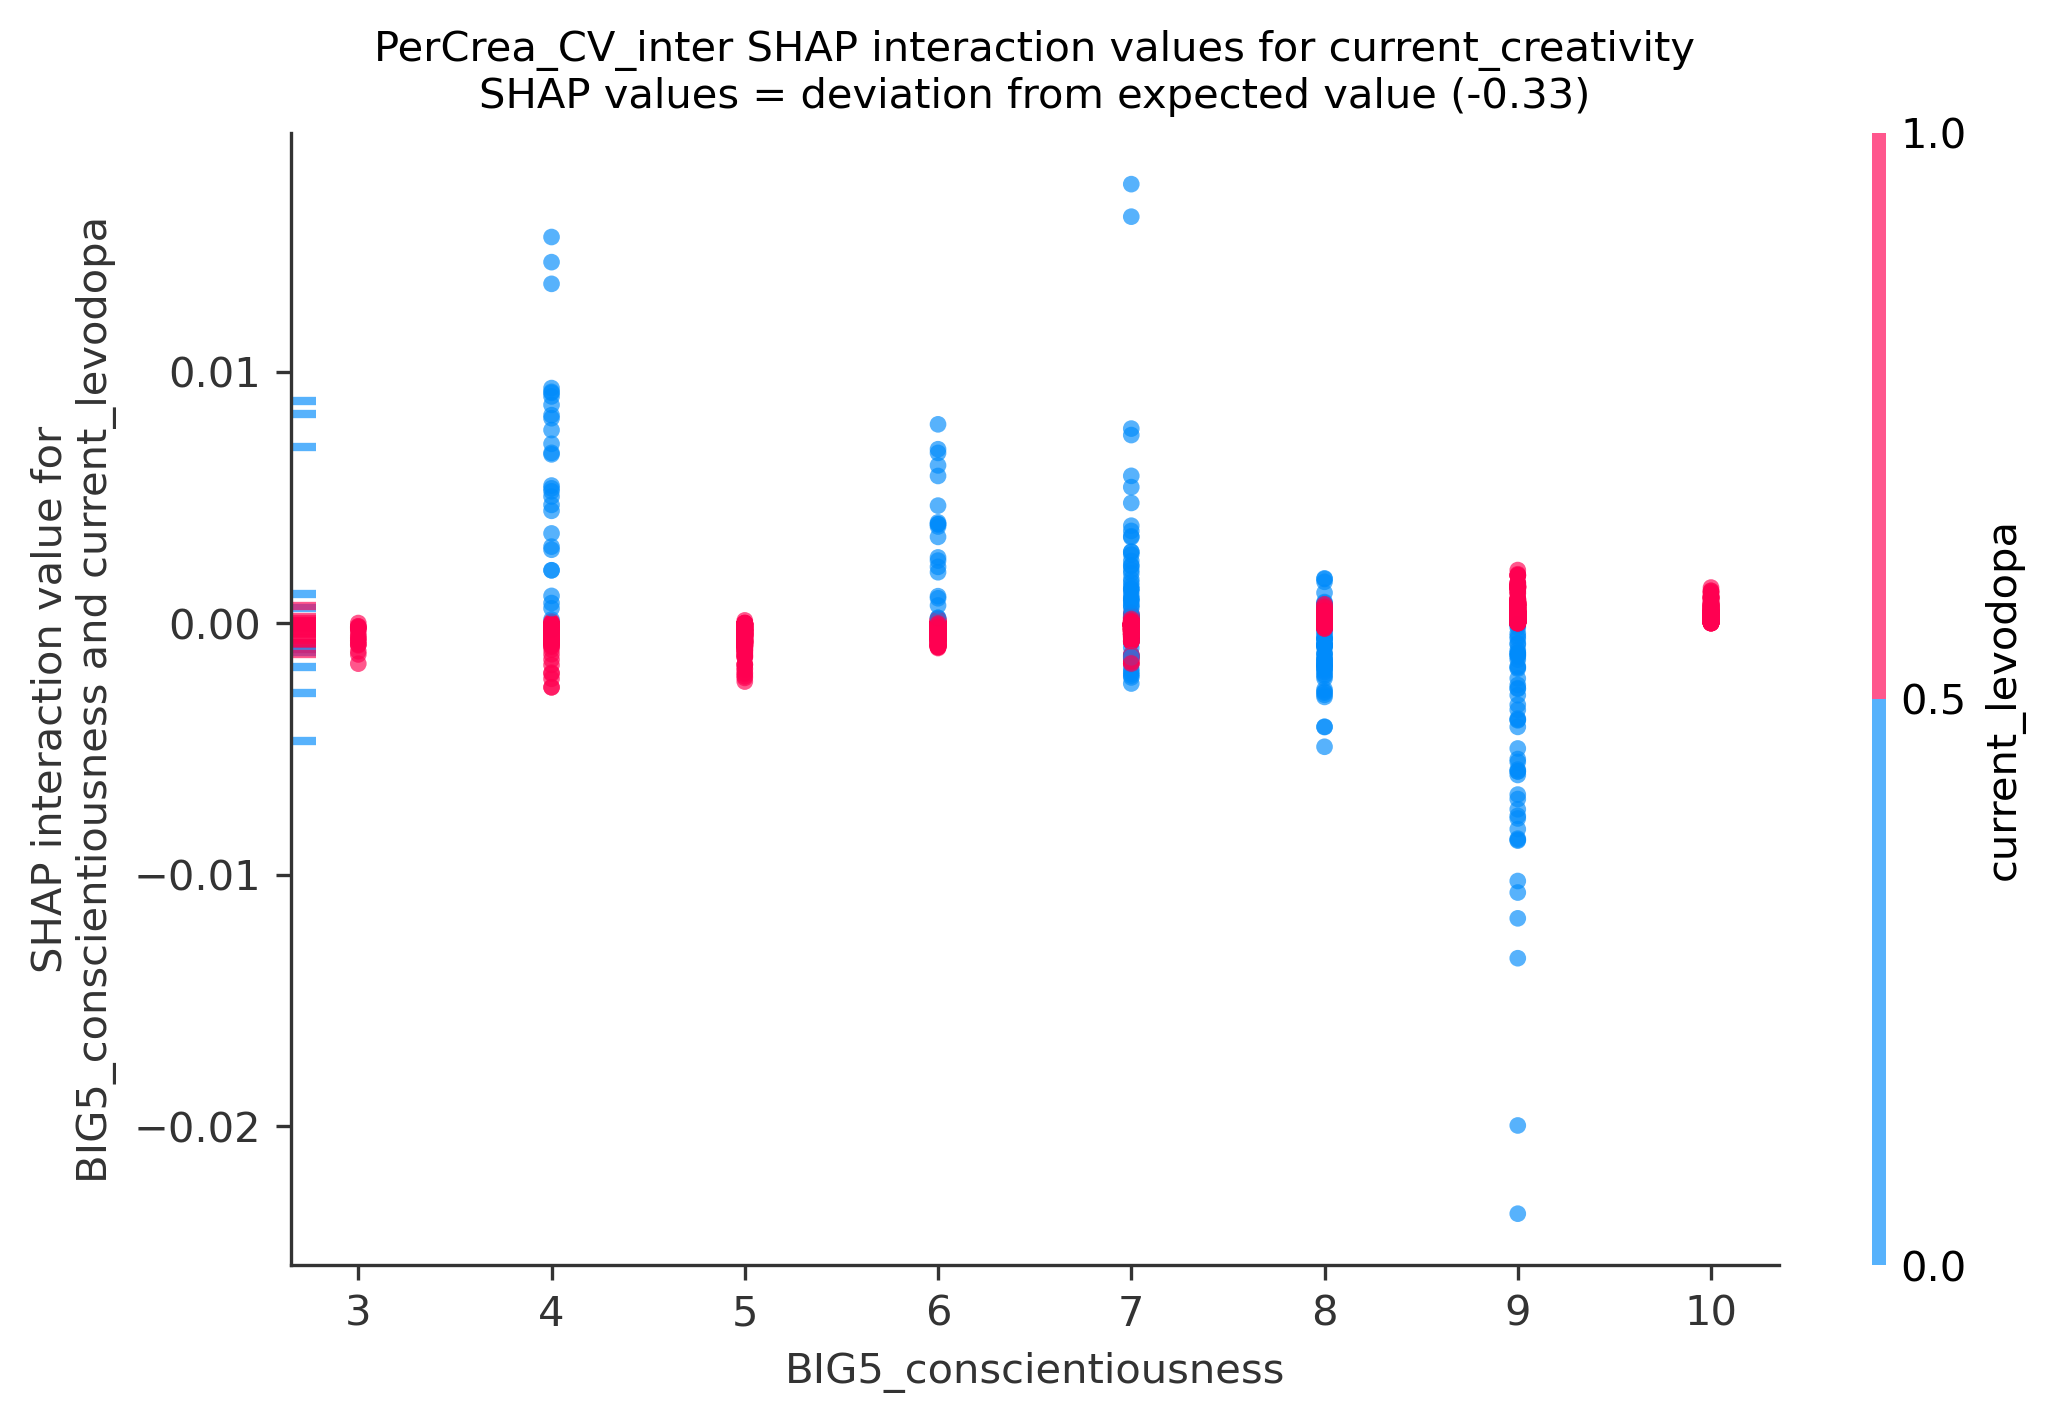 PerCrea_CV_inter SHAP interaction values for current_creativity
SHAP values = deviation from expected value (-0.33)
SHAP interaction value for
BIG5_conscientiousness and current_levodopa
0.01
0.00
−0.01
−0.02
3 4 5 6 7 8 9 10
BIG5_conscientiousness
1.0
0.5
0.0
current_levodopa